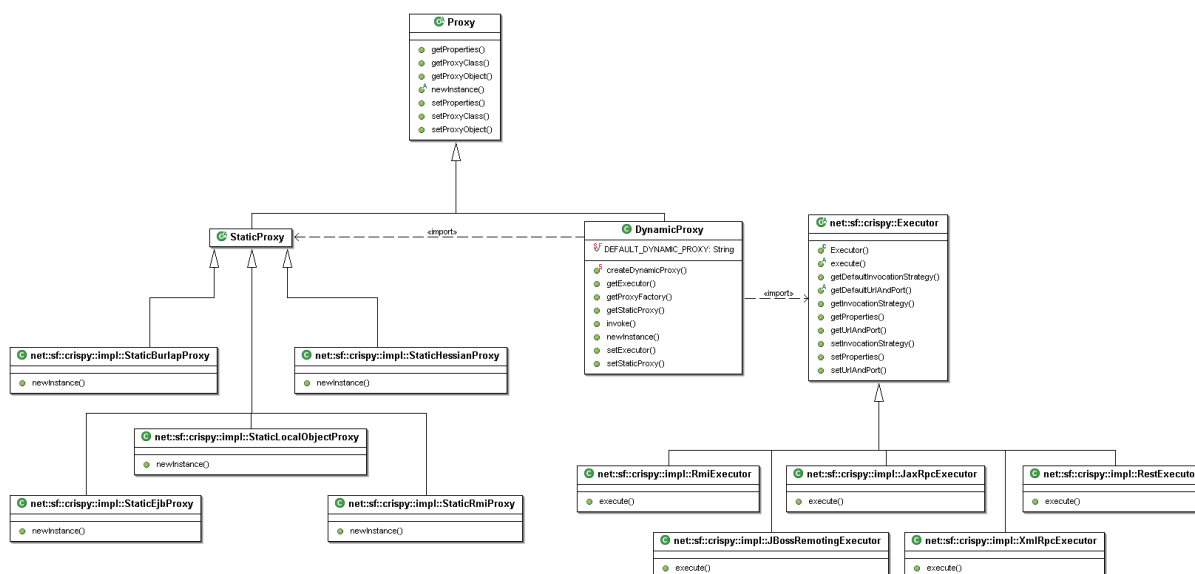 Proxy
getProperties()
getProxyClass()
getProxyObject()
newInstance()
setProperties()
setProxyClass()
setProxyObject()
StaticProxy
«import»
DynamicProxy
DEFAULT_DYNAMIC_PROXY: String
createDynamicProxy()
getExecutor()
getProxyFactory()
getStaticProxy()
invoke()
newInstance()
setExecutor()
setStaticProxy()
«import»
net::sf::crispy::Executor
Executor()
execute()
getDefaultInvocationStrategy()
getDefaultUrlAndPort()
getInvocationStrategy()
getProperties()
getUrlAndPort()
setInvocationStrategy()
setProperties()
setUrlAndPort()
net::sf::crispy::impl::StaticBurlapProxy
newInstance()
net::sf::crispy::impl::StaticHessianProxy
newInstance()
net::sf::crispy::impl::StaticLocalObjectProxy
newInstance()
net::sf::crispy::impl::StaticEjbProxy
newInstance()
net::sf::crispy::impl::StaticRmiProxy
newInstance()
net::sf::crispy::impl::RmiExecutor
execute()
net::sf::crispy::impl::JaxRpcExecutor
execute()
net::sf::crispy::impl::RestExecuto
execute()
net::sf::crispy::impl::JBossRemotingExecutor
execute()
net::sf::crispy::impl::XmlRpcExecutor
execute()